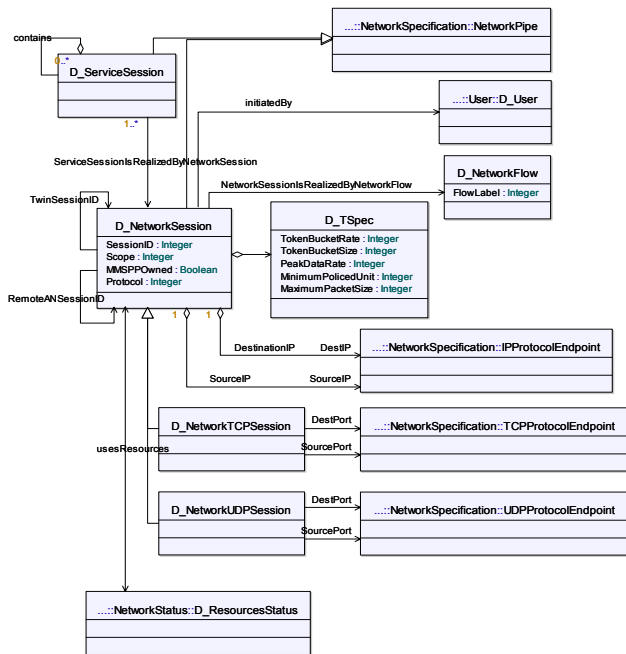 contains
...::NetworkSpecification::NetworkPipe
0..*
D_ServiceSession
...::User::D_User
initiatedBy
1..*
ServiceSessionIsRealizedByNetworkSession
D_NetworkFlow
NetworkSessionIsRealizedByNetworkFlow
FlowLabel : Integer
TwinSessionID
D_NetworkSession
SessionID : Integer
Scope : Integer
MMSPPOwned : Boolean
Protocol : Integer
D_TSpec
TokenBucketRate : Integer
TokenBucketSize : Integer
PeakDataRate : Integer
MinimumPolicedUnit : Integer
MaximumPacketSize : Integer
RemoteANSessionID
1 1
DestinationIP DestIP
...::NetworkSpecification::IPProtocolEndpoint
SourceIP SourceIP
D_NetworkTCPSession
DestPort
...::NetworkSpecification::TCPProtocolEndpoint
SourcePort
usesResources
D_NetworkUDPSession
DestPort
...::NetworkSpecification::UDPProtocolEndpoint
SourcePort
...::NetworkStatus::D_ResourcesStatus